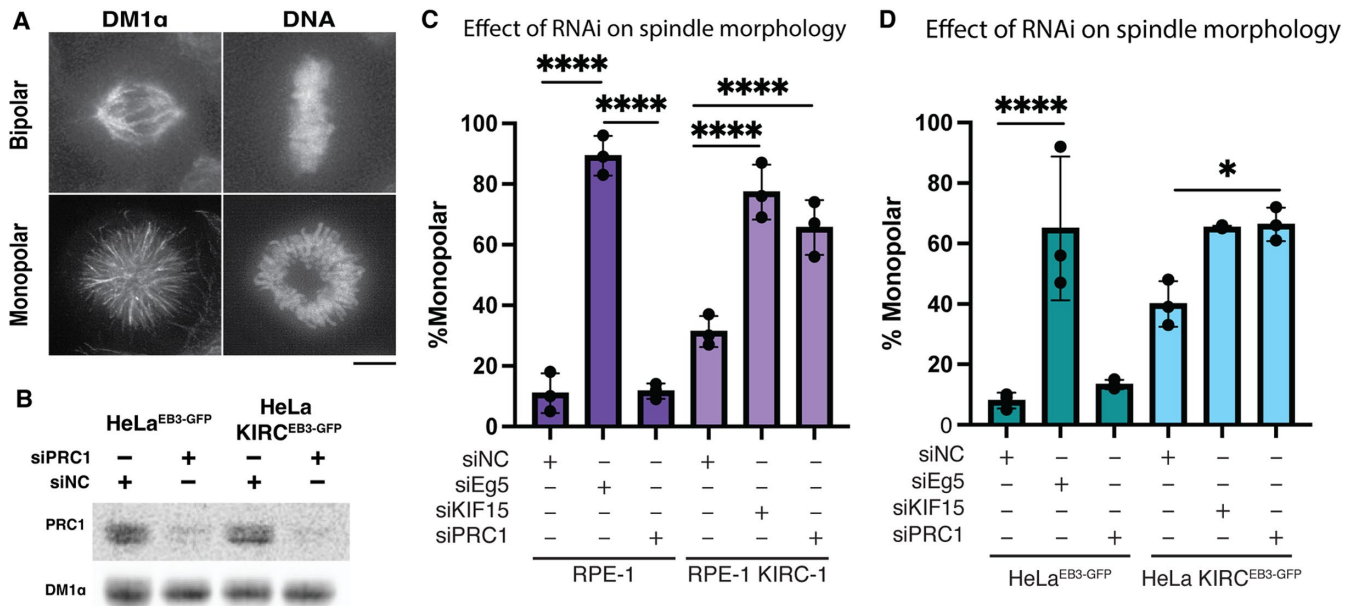 A
DM1α
DNA
Bipolar
Monopolar
B
HeLaEB3-GFP
HeLa
KIRCEB3-GFP
siPRC1 – + – +
siNC + – + –
PRC1
DM1α
C
Effect of RNAi on spindle morphology
****
****
****
****
%Monopolar
100
80
60
40
20
0
siNC + – – + – –
siEg5 – + – – – –
siKIF15 – – – – + –
siPRC1 – – + – – +
RPE-1
RPE-1 KIRC-1
D
Effect of RNAi on spindle morphology
****
*
% Monopolar
100
80
60
40
20
0
siNC + – – + – –
siEg5 – + – – – –
siKIF15 – – – – + –
siPRC1 – – + – – +
HeLaEB3-GFP
HeLa KIRCEB3-GFP